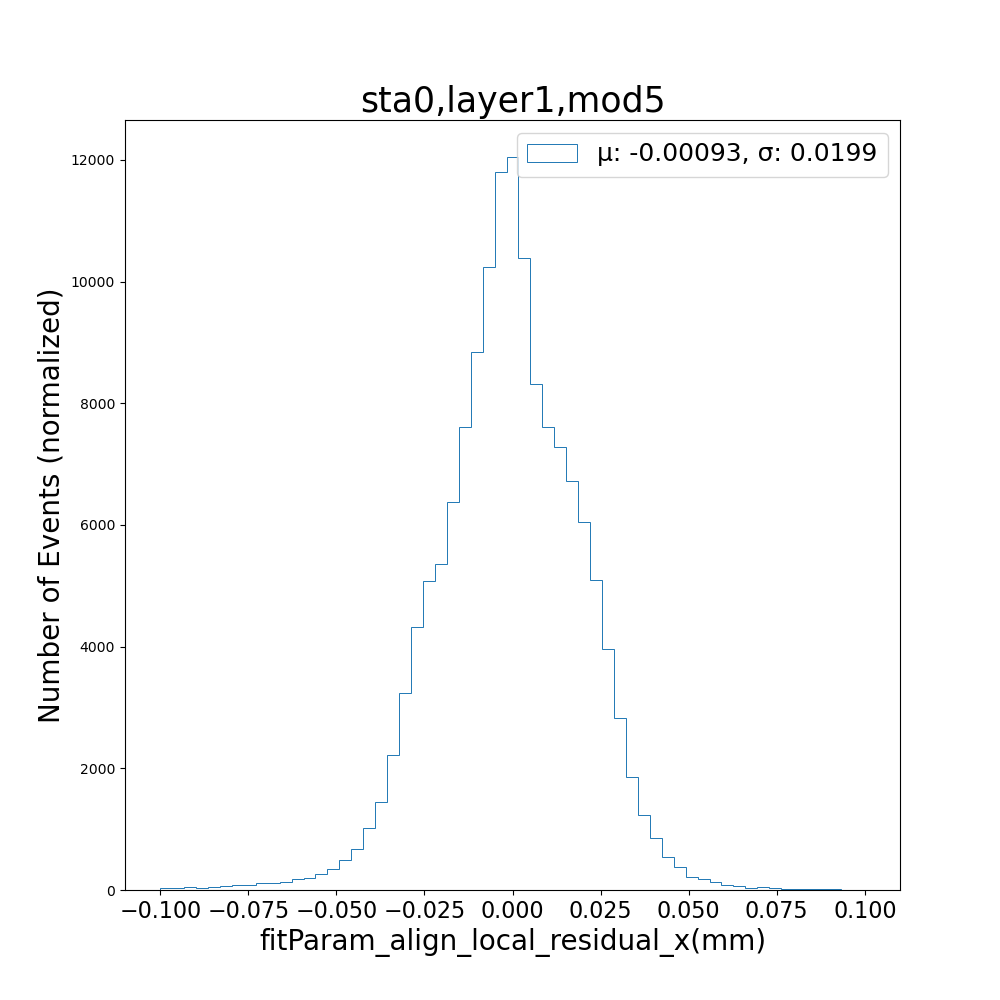 sta0,layer1,mod5
μ: -0.00093, σ: 0.0199
Number of Events (normalized)
12000
10000
8000
6000
4000
2000
0
−0.100 −0.075 −0.050 −0.025 0.000 0.025 0.050 0.075 0.100
fitParam_align_local_residual_x(mm)